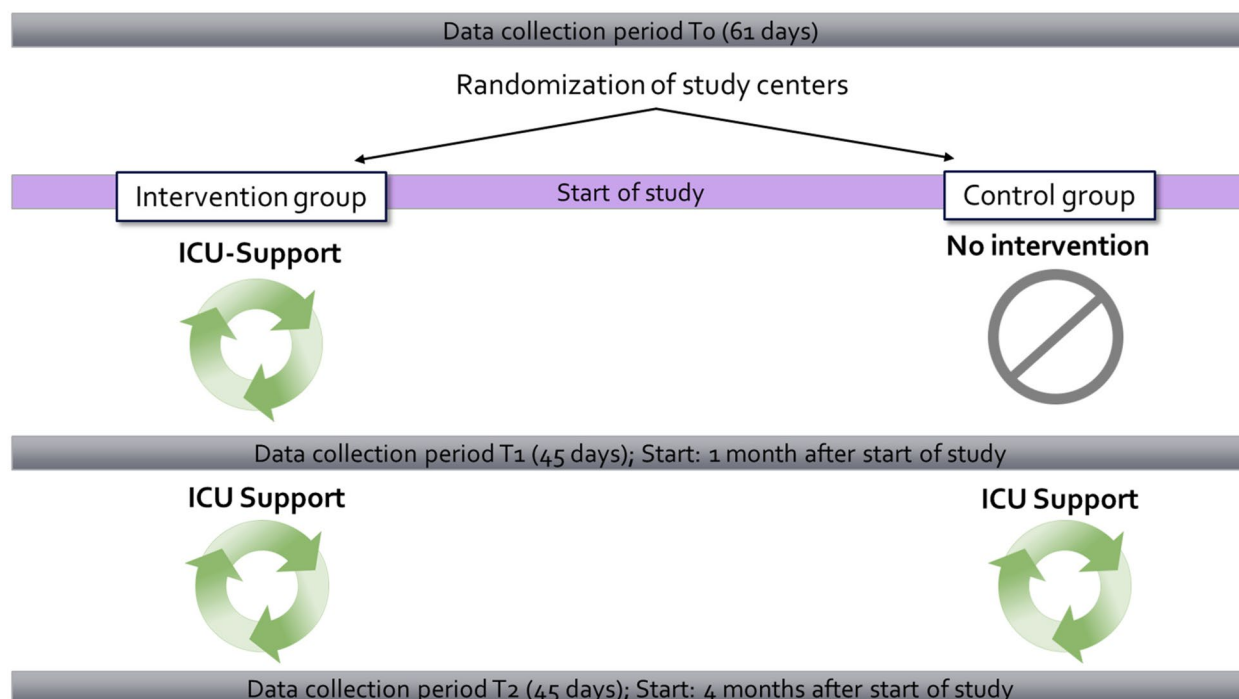 Data collection period T0 (61 days)
Randomization of study centers
Intervention group
Start of study
Control group
ICU-Support
No intervention
Data collection period T1 (45 days); Start: 1 month after start of study
ICU Support
ICU Support
Data collection period T2 (45 days); Start: 4 months after start of study